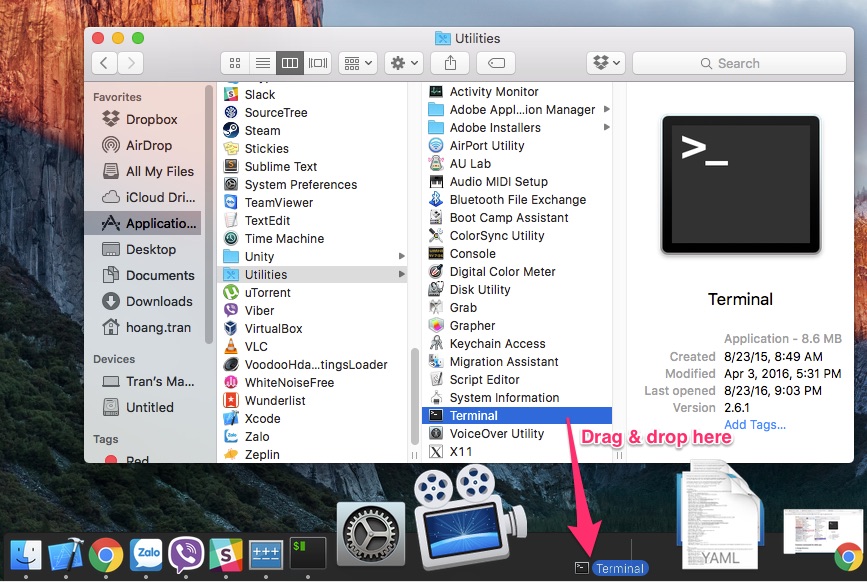 Utilities
Search
Favorites
Dropbox
AirDrop
All My Files
iCloud Dri...
Applicatio...
Desktop
Documents
Downloads
hoang.tran
Devices
Tran's Ma...
Untitled
Tags
Red
Slack
SourceTree
Steam
Stickies
Sublime Text
System Preferences
TeamViewer
TextEdit
Time Machine
Unity
Utilities
uTorrent
Viber
VirtualBox
VLC
VoodooHda...tingsLoader
WhiteNoiseFree
Wunderlist
Xcode
Zalo
Zeplin
Activity Monitor
Adobe Appl...ion Manager
Adobe Installers
AirPort Utility
AU Lab
Audio MIDI Setup
Bluetooth File Exchange
Boot Camp Assistant
ColorSync Utility
Console
Digital Color Meter
Disk Utility
Grab
Grapher
Keychain Access
Migration Assistant
Script Editor
System Information
Terminal
VoiceOver Utility
X11
>_
Terminal
Application - 8.6 MB
Created 8/23/15, 8:49 AM
Modified Apr 3, 2016, 5:31 PM
Last opened 8/23/16, 9:03 PM
Version 2.6.1
Add Tags...
Drag & drop here
Zalo
$
YAML
Terminal